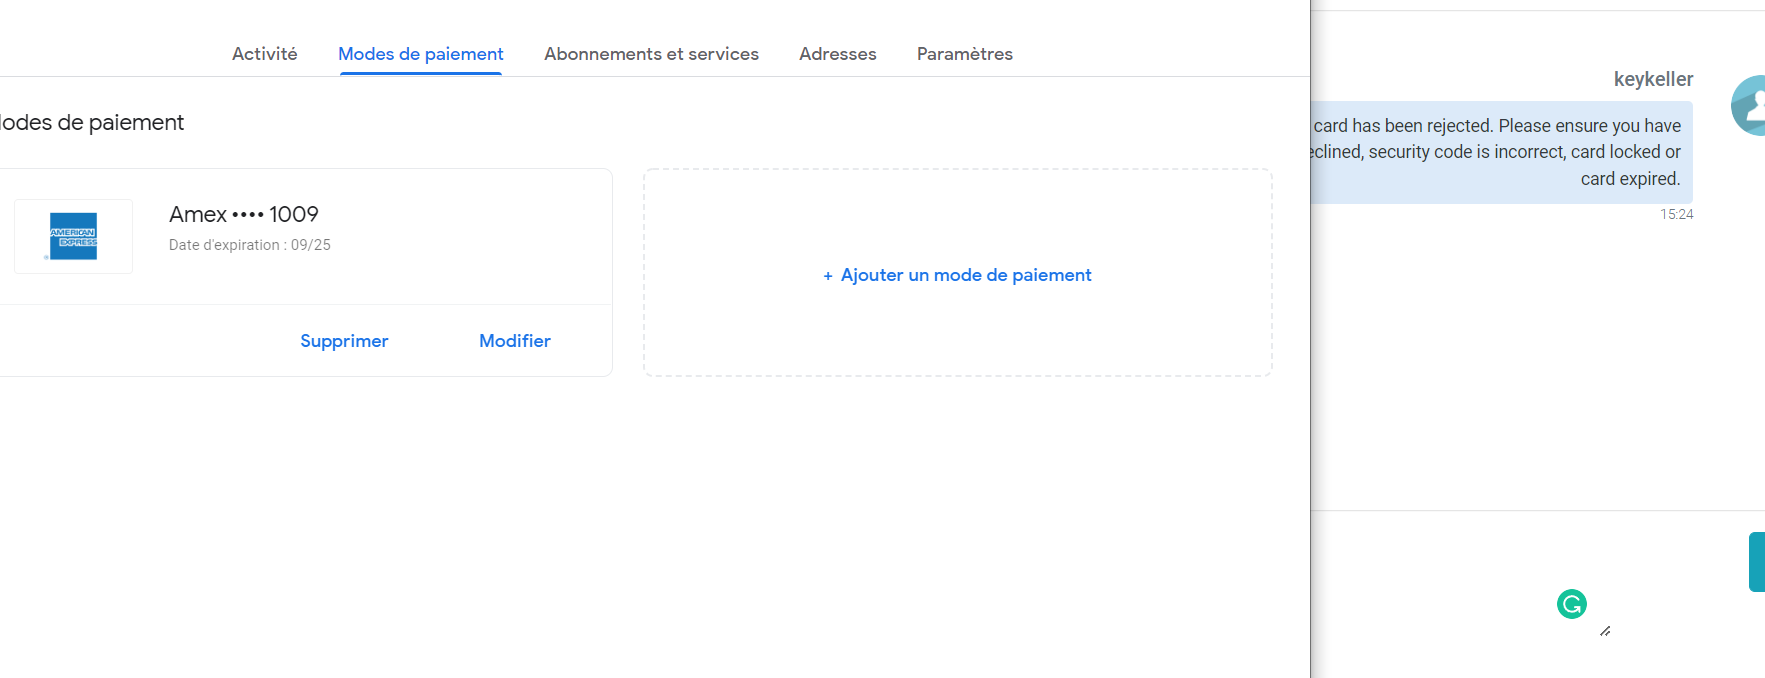 Activité
Modes de paiement
Abonnements et services
Adresses
Paramètres
odes de paiement
AMERICAN
EXPRESS
Amex •••• 1009
Date d'expiration : 09/25
Supprimer
Modifier
+ Ajouter un mode de paiement
keykeller
card has been rejected. Please ensure you have
eclined, security code is incorrect, card locked or
card expired.
15:24